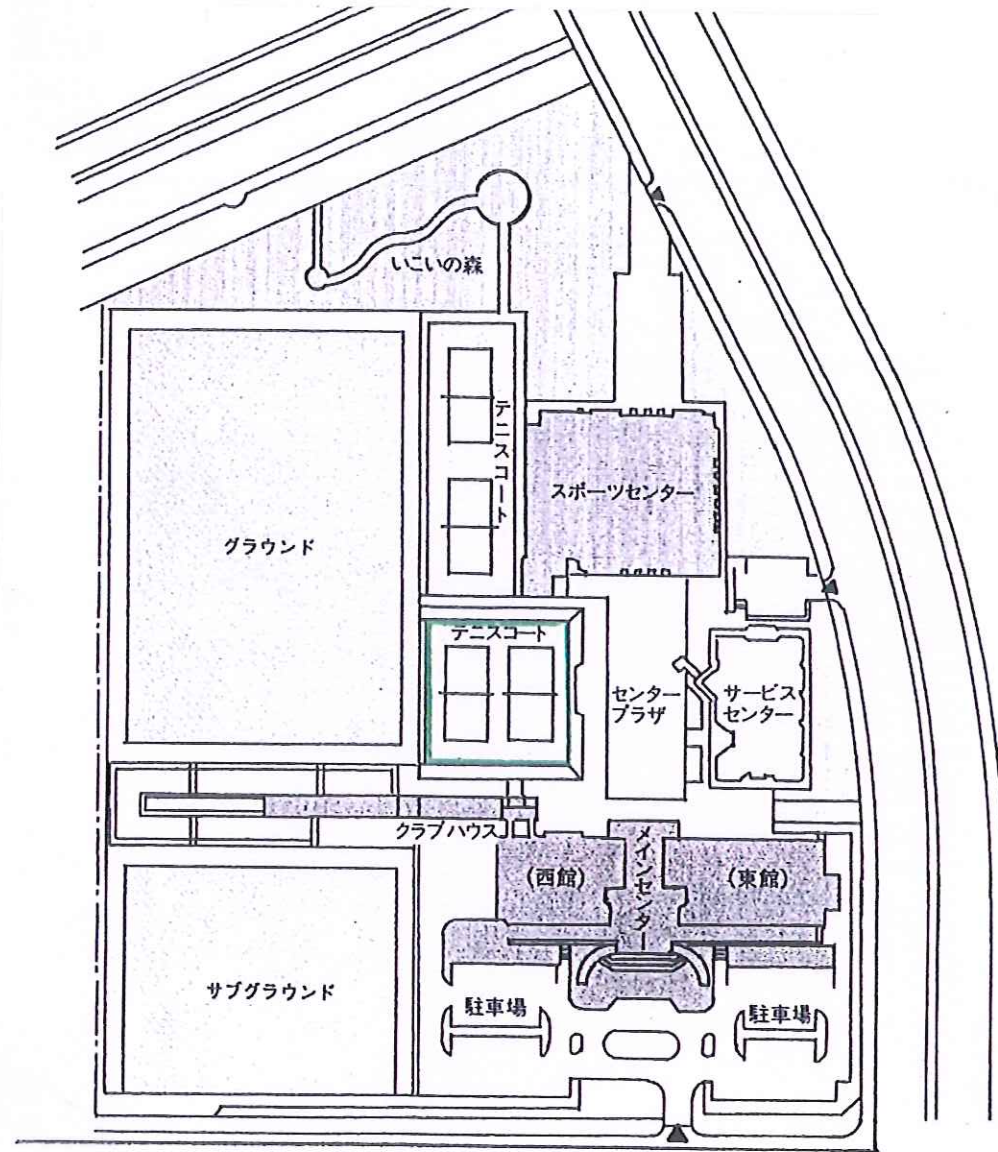 いこいの森
テニスコート
スポーツセンター
グラウンド
テニスコート
センター
プラザ
サービス
センター
クラブハウス
(西館)
メインセンター
(東館)
サブグラウンド
駐車場
駐車場